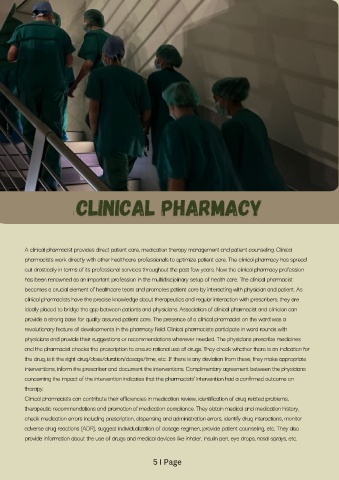 CLINICAL PHARMACY
A clinical pharmacist provides direct patient care, medication therapy management and patient counseling. Clinical
pharmacists work directly with other healthcare professionals to optimize patient care. The clinical pharmacist has spread
out drastically in terms of its professional services throughout the past few years. Now the clinical pharmacy profession
has been renowned as an important profession in the multidisciplinary setup of health care. The clinical pharmacist
becomes a crucial element of healthcare team and promotes patient care by interacting with physician and patient. As
clinical pharmacists have the precise knowledge about therapeutics and regular interaction with prescribers, they are
ideally placed to bridge the gap between patients and physicians. Association of clinical pharmacist and clinician can
provide a strong base for quality assured patient care. The presence of a clinical pharmacist on the ward was a
revolutionary feature of developments in the pharmacy field. Clinical pharmacists participate in ward rounds with
physicians and provide their suggestions or recommendations wherever needed. The physicians prescribe medicines
and the pharmacist checks the prescription to ensure rational use of drugs. They check whether there is an indication for
the drug, is it the right drug/dose/duration/dosage/time, etc. If there is any deviation from these, they make appropriate
interventions, inform the prescriber and document the interventions. Complimentary agreement between the physicians
concerning the impact of the intervention indicates that the pharmacists' intervention had a confirmed outcome on
therapy.
Clinical pharmacists can contribute their efficiencies in medication review, identification of drug related problems,
therapeutic recommendations and promotion of medication compliance. They obtain medical and medication history,
check medication errors including prescription, dispensing and administration errors, identify drug interactions, monitor
adverse drug reactions (ADR), suggest individualization of dosage regimen, provide patient counseling, etc. They also
provide information about the use of drugs and medical devices like inhaler, insulin pen, eye drops, nasal sprays, etc.
5 I Page